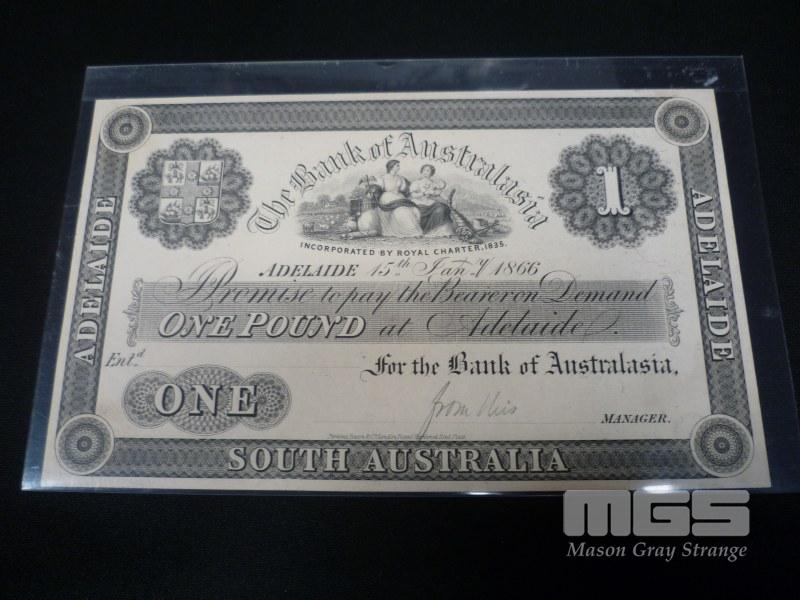 The Bank of Australasia
1
INCORPORATED BY ROYAL CHARTER, 1835.
ADELAIDE
ADELAIDE
ADELAIDE 15th Jany 1866
Promise to pay the Bearer on Demand
ONE POUND at Adelaide.
Entd
For the Bank of Australasia,
ONE
from this
MANAGER.
SOUTH AUSTRALIA
MGS
Mason Gray Strange